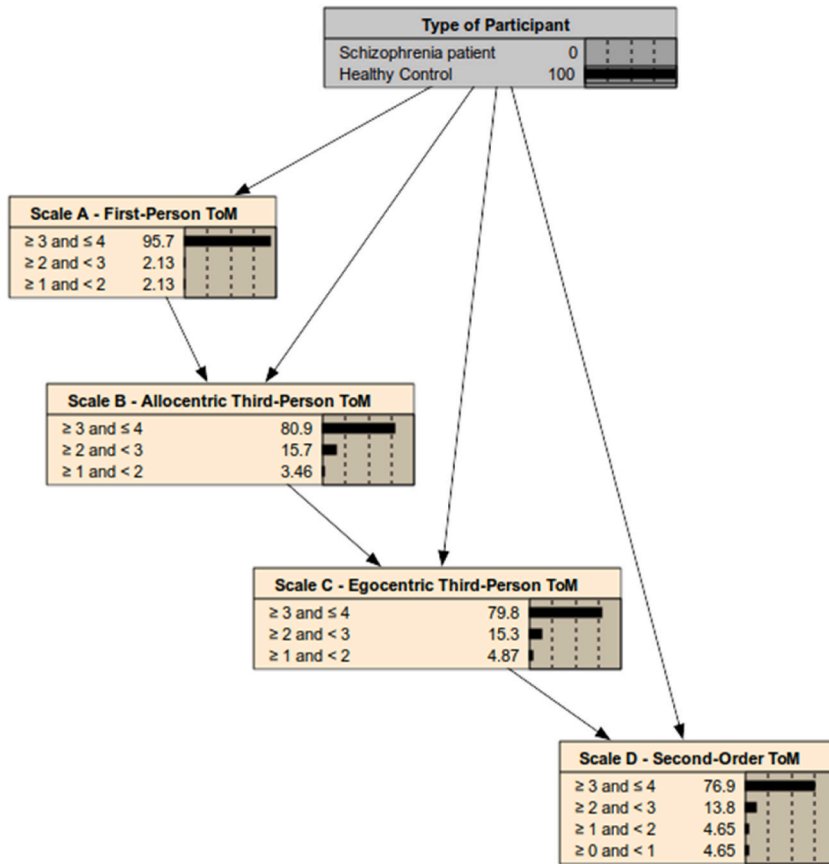 Type of Participant
Schizophrenia patient 0
Healthy Control 100
Scale A - First-Person ToM
≥ 3 and ≤ 4 95.7
≥ 2 and < 3 2.13
≥ 1 and < 2 2.13
Scale B - Allocentric Third-Person ToM
≥ 3 and ≤ 4 80.9
≥ 2 and < 3 15.7
≥ 1 and < 2 3.46
Scale C - Egocentric Third-Person ToM
≥ 3 and ≤ 4 79.8
≥ 2 and < 3 15.3
≥ 1 and < 2 4.87
Scale D - Second-Order ToM
≥ 3 and ≤ 4 76.9
≥ 2 and < 3 13.8
≥ 1 and < 2 4.65
≥ 0 and < 1 4.65